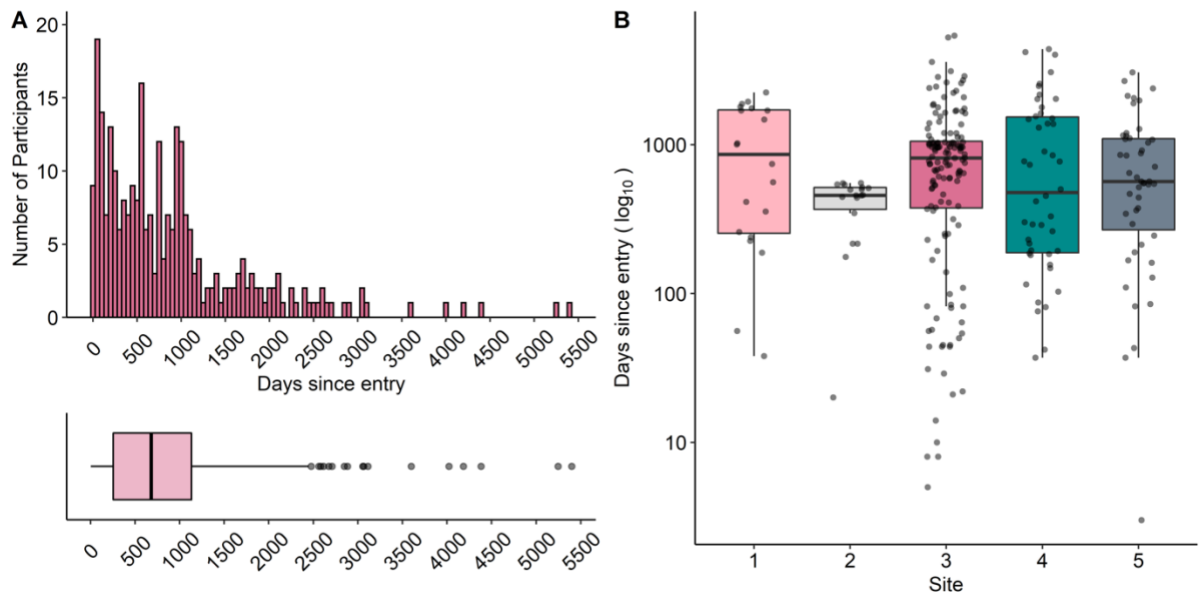 A
Number of Participants
20
15
10
5
0
0 500 1000 1500 2000 2500 3000 3500 4000 4500 5000 5500
Days since entry
0 500 1000 1500 2000 2500 3000 3500 4000 4500 5000 5500
B
Days since entry ( log₁₀ )
1000
100
10
1 2 3 4 5
Site